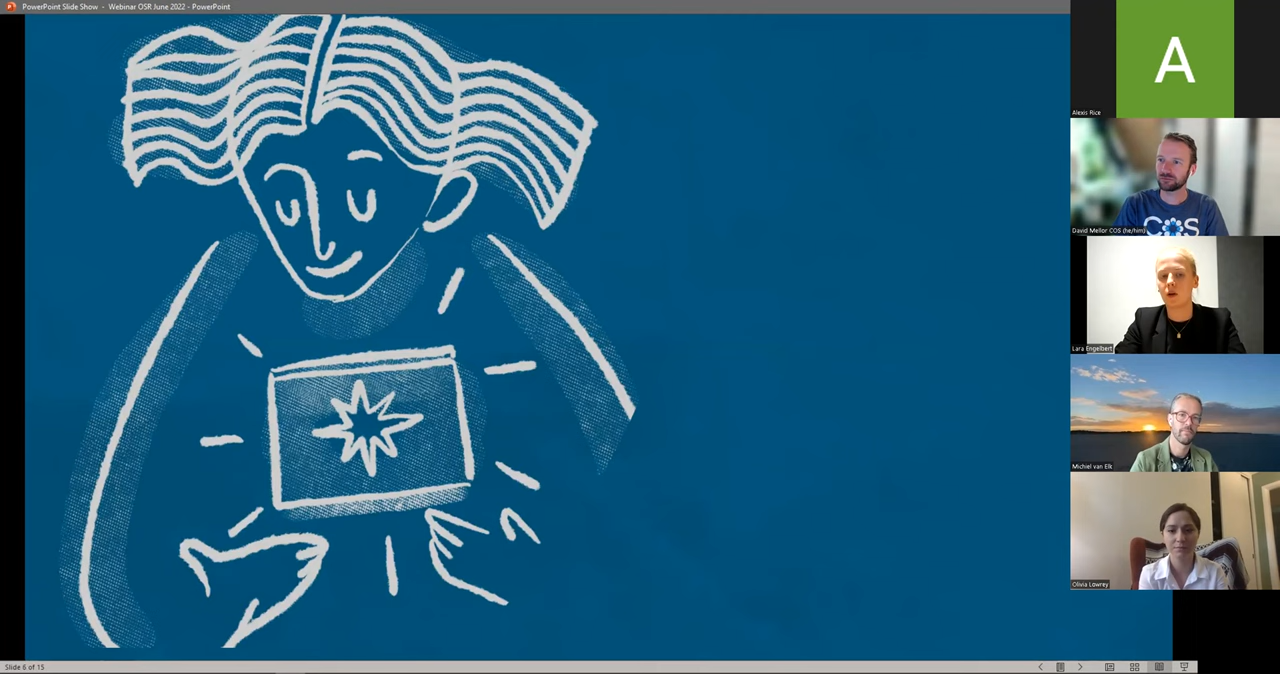 PowerPoint Slide Show - Webinar OSR June 2022 - PowerPoint
A
Alexis Rice
COS
David Mellor COS (he/him)
Lara Engelbert
Michiel van Elk
Olivia Lowrey
Slide 6 of 15